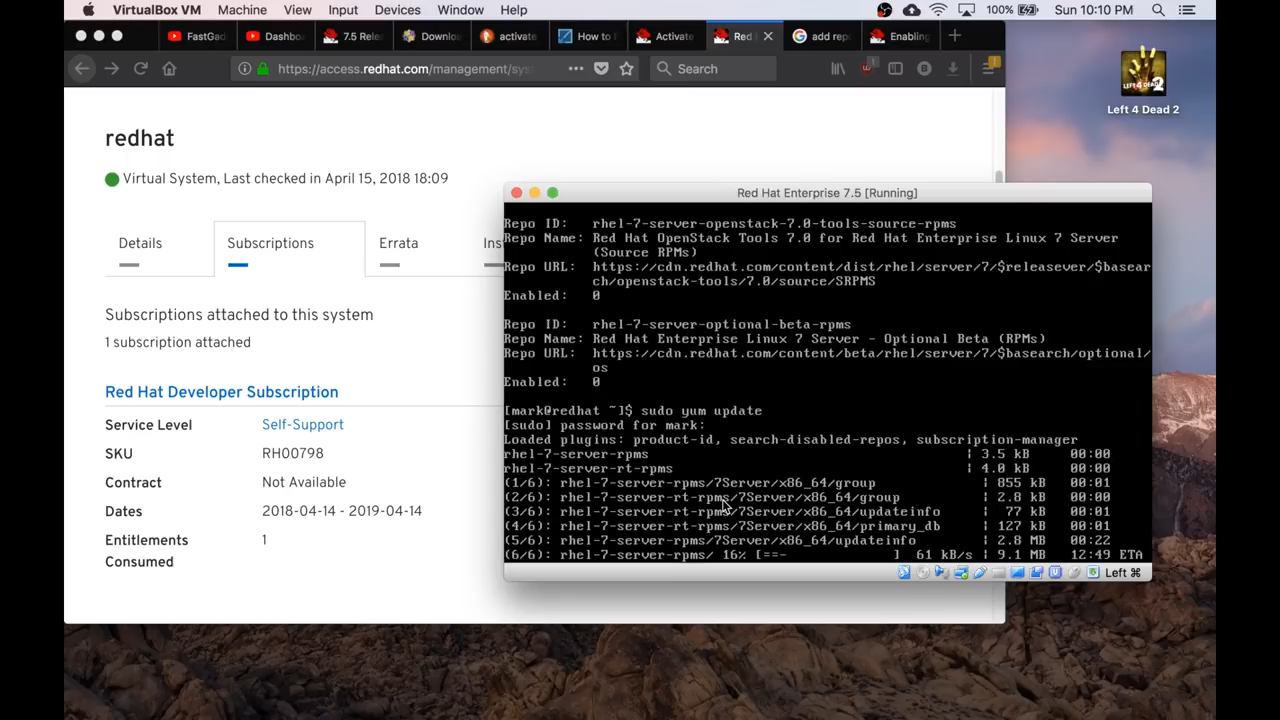 VirtualBox VM Machine View Input Devices Window Help 100% Sun 10:10 PM
FastGad Dashbo 7.5 Rele Downlo activate How to I Activate Red add rep Enabling
https://access.redhat.com/management/sys Search
LEFT 4 DEAD 2
Left 4 Dead 2
redhat
Virtual System, Last checked in April 15, 2018 18:09
Details Subscriptions Errata Ins
Subscriptions attached to this system
1 subscription attached
Red Hat Developer Subscription
Service Level Self-Support
SKU RH00798
Contract Not Available
Dates 2018-04-14 - 2019-04-14
Entitlements 1
Consumed
Red Hat Enterprise 7.5 [Running]
Repo ID: rhel-7-server-openstack-7.0-tools-source-rpms
Repo Name: Red Hat OpenStack Tools 7.0 for Red Hat Enterprise Linux 7 Server
(Source RPMs)
Repo URL: https://cdn.redhat.com/content/dist/rhel/server/7/$releasever/$basear
ch/openstack-tools/7.0/source/SRPMS
Enabled: 0
Repo ID: rhel-7-server-optional-beta-rpms
Repo Name: Red Hat Enterprise Linux 7 Server - Optional Beta (RPMs)
Repo URL: https://cdn.redhat.com/content/beta/rhel/server/7/$basearch/optional/
os
Enabled: 0
[mark@redhat ~]$ sudo yum update
[sudo] password for mark:
Loaded plugins: product-id, search-disabled-repos, subscription-manager
rhel-7-server-rpms | 3.5 kB 00:00
rhel-7-server-rt-rpms | 4.0 kB 00:00
(1/6): rhel-7-server-rpms/7Server/x86_64/group | 855 kB 00:01
(2/6): rhel-7-server-rt-rpms/7Server/x86_64/group | 2.8 kB 00:00
(3/6): rhel-7-server-rt-rpms/7Server/x86_64/updateinfo | 77 kB 00:01
(4/6): rhel-7-server-rt-rpms/7Server/x86_64/primary_db | 127 kB 00:01
(5/6): rhel-7-server-rpms/7Server/x86_64/updateinfo | 2.8 MB 00:22
(6/6): rhel-7-server-rpms/ 16% [==- ] 61 kB/s | 9.1 MB 12:49 ETA
Left ⌘